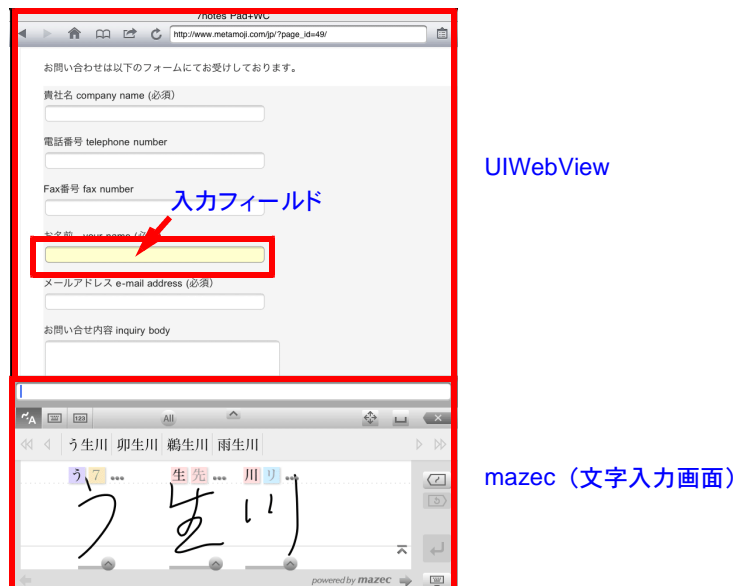 7notes Pad+WC
http://www.metamoji.com/jp/?page_id=49/
お問い合わせは以下のフォームにてお受けしております。
貴社名 company name (必須)
電話番号 telephone number
Fax番号 fax number
入力フィールド
お名前 your name (必須)
メールアドレス e-mail address (必須)
お問い合せ内容 inquiry body
UIWebView
A 123 All
う生川 卯生川 鵜生川 雨生川
う 7 ... 生 先 ... 川 リ ...
う生川
mazec（文字入力画面）
powered by mazec